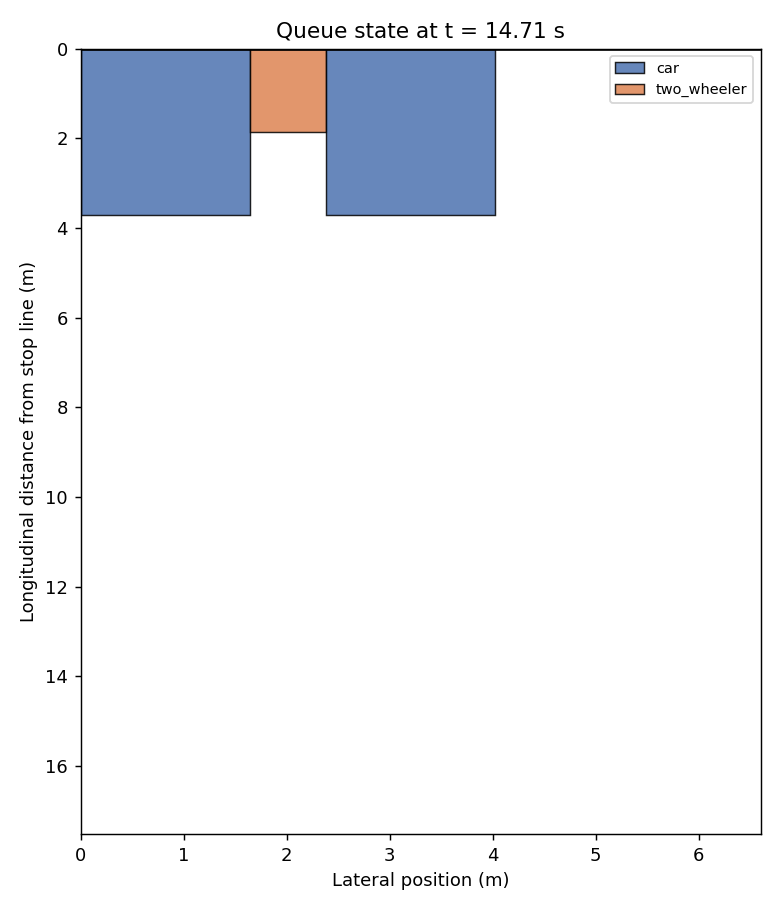 Queue state at t = 14.71 s
car
two_wheeler
Longitudinal distance from stop line (m)
0
2
4
6
8
10
12
14
16
0 1 2 3 4 5 6
Lateral position (m)